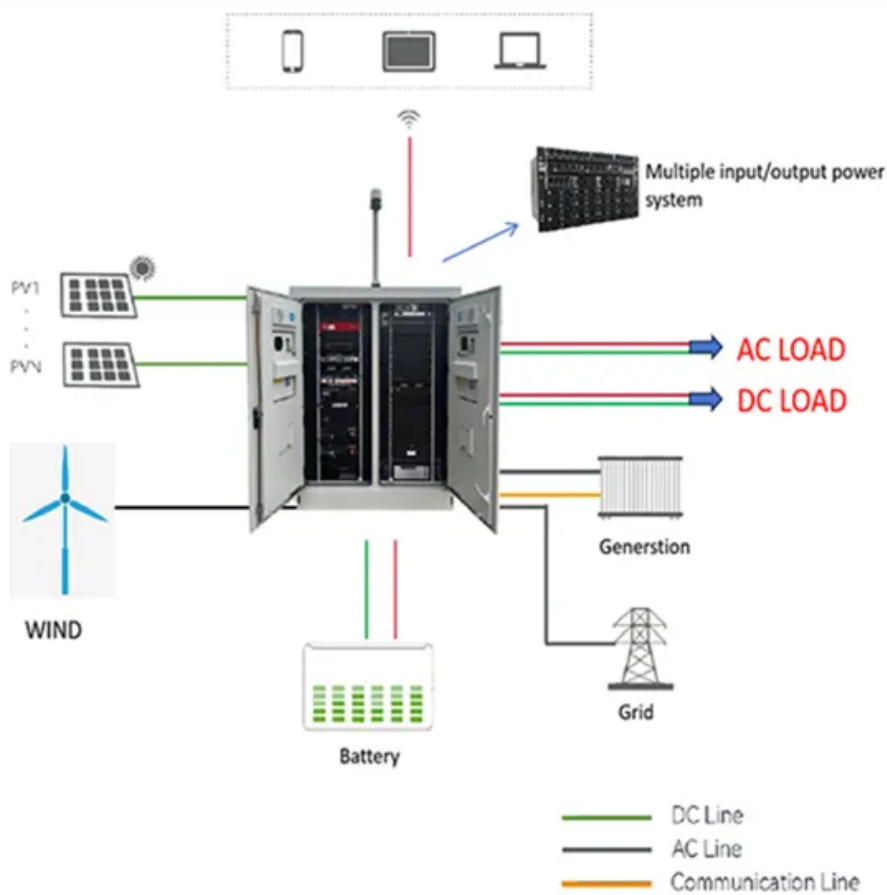 Multiple input/output power
system
PV1
PVN
AC LOAD
DC LOAD
Generstion
WIND
Grid
Battery
DC Line
AC Line
Communication Line